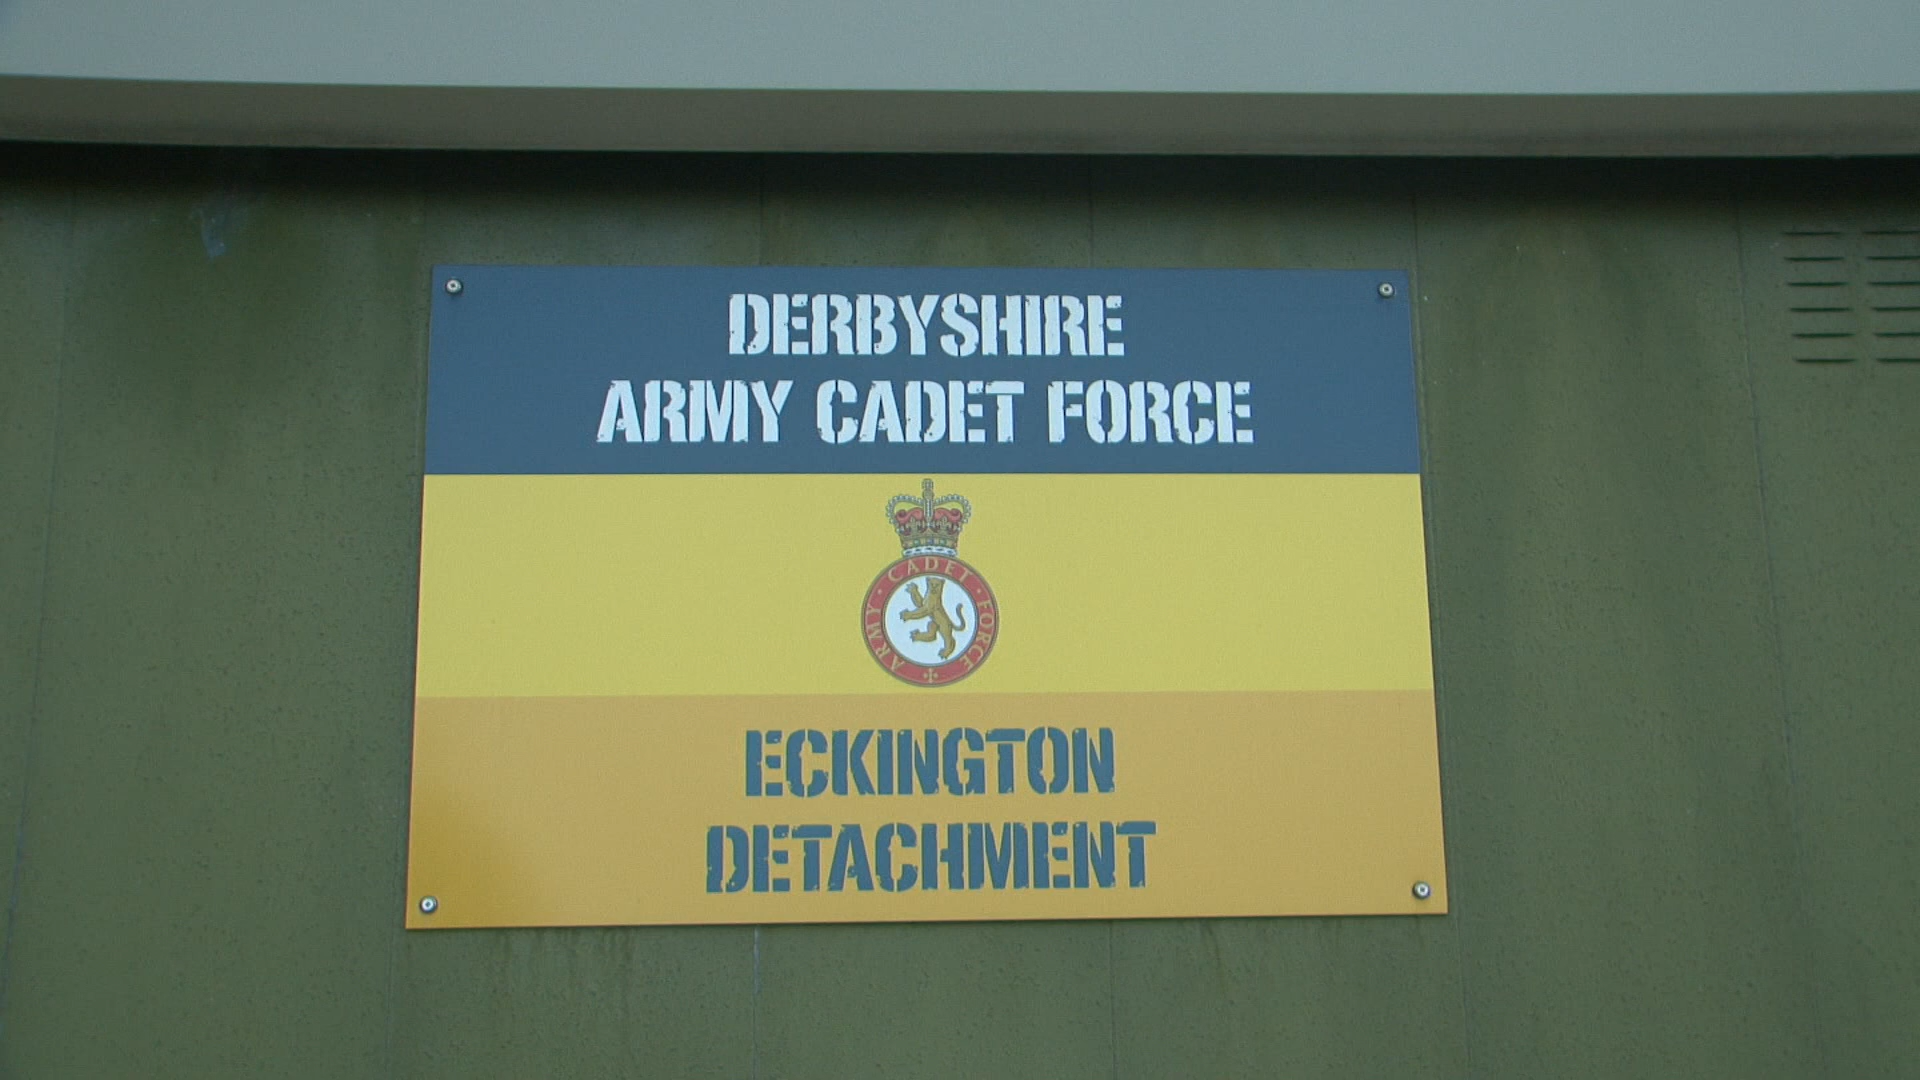 DERBYSHIRE
ARMY CADET FORCE
ARMY · CADET · FORCE
ECKINGTON
DETACHMENT